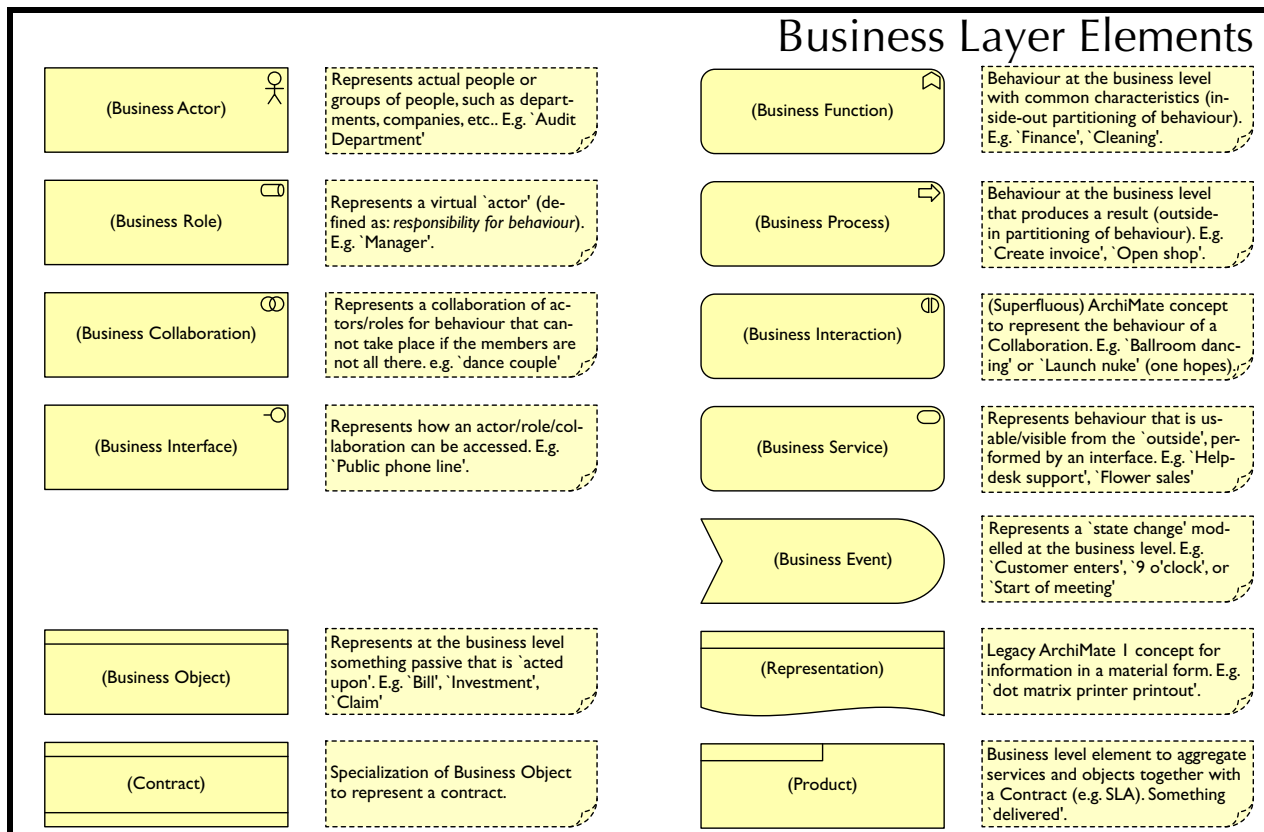 Business Layer Elements
(Business Actor)
Represents actual people or
groups of people, such as depart-
ments, companies, etc.. E.g. `Audit
Department'
(Business Function)
Behaviour at the business level
with common characteristics (in-
side-out partitioning of behaviour).
E.g. `Finance', `Cleaning'.
(Business Role)
Represents a virtual `actor' (de-
fined as: responsibility for behaviour).
E.g. `Manager'.
(Business Process)
Behaviour at the business level
that produces a result (outside-
in partitioning of behaviour). E.g.
`Create invoice', `Open shop'.
(Business Collaboration)
Represents a collaboration of ac-
tors/roles for behaviour that can-
not take place if the members are
not all there. e.g. `dance couple'
(Business Interaction)
(Superfluous) ArchiMate concept
to represent the behaviour of a
Collaboration. E.g. `Ballroom danc-
ing' or `Launch nuke' (one hopes).
(Business Interface)
Represents how an actor/role/col-
laboration can be accessed. E.g.
`Public phone line'.
(Business Service)
Represents behaviour that is us-
able/visible from the `outside', per-
formed by an interface. E.g. `Help-
desk support', `Flower sales'
(Business Event)
Represents a `state change' mod-
elled at the business level. E.g.
`Customer enters', `9 o'clock', or
`Start of meeting'
(Business Object)
Represents at the business level
something passive that is `acted
upon'. E.g. `Bill', `Investment',
`Claim'
(Representation)
Legacy ArchiMate 1 concept for
information in a material form. E.g.
`dot matrix printer printout'.
(Contract)
Specialization of Business Object
to represent a contract.
(Product)
Business level element to aggregate
services and objects together with
a Contract (e.g. SLA). Something
`delivered'.